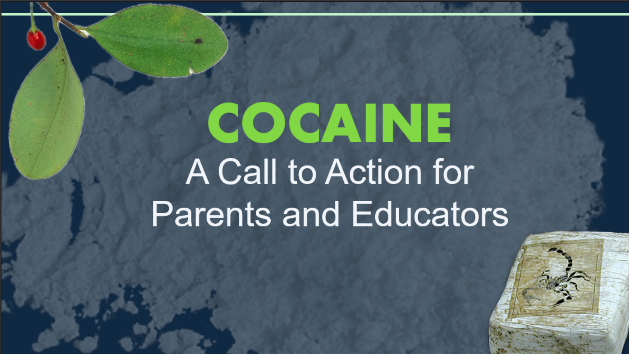 COCAINE
A Call to Action for
Parents and Educators